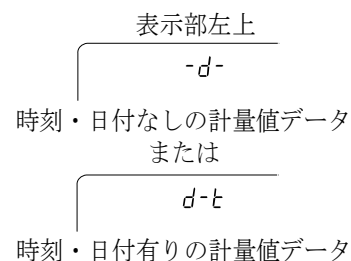 表示部左上
-d-
時刻・日付なしの計量値データ
または
d-t
時刻・日付有りの計量値データ